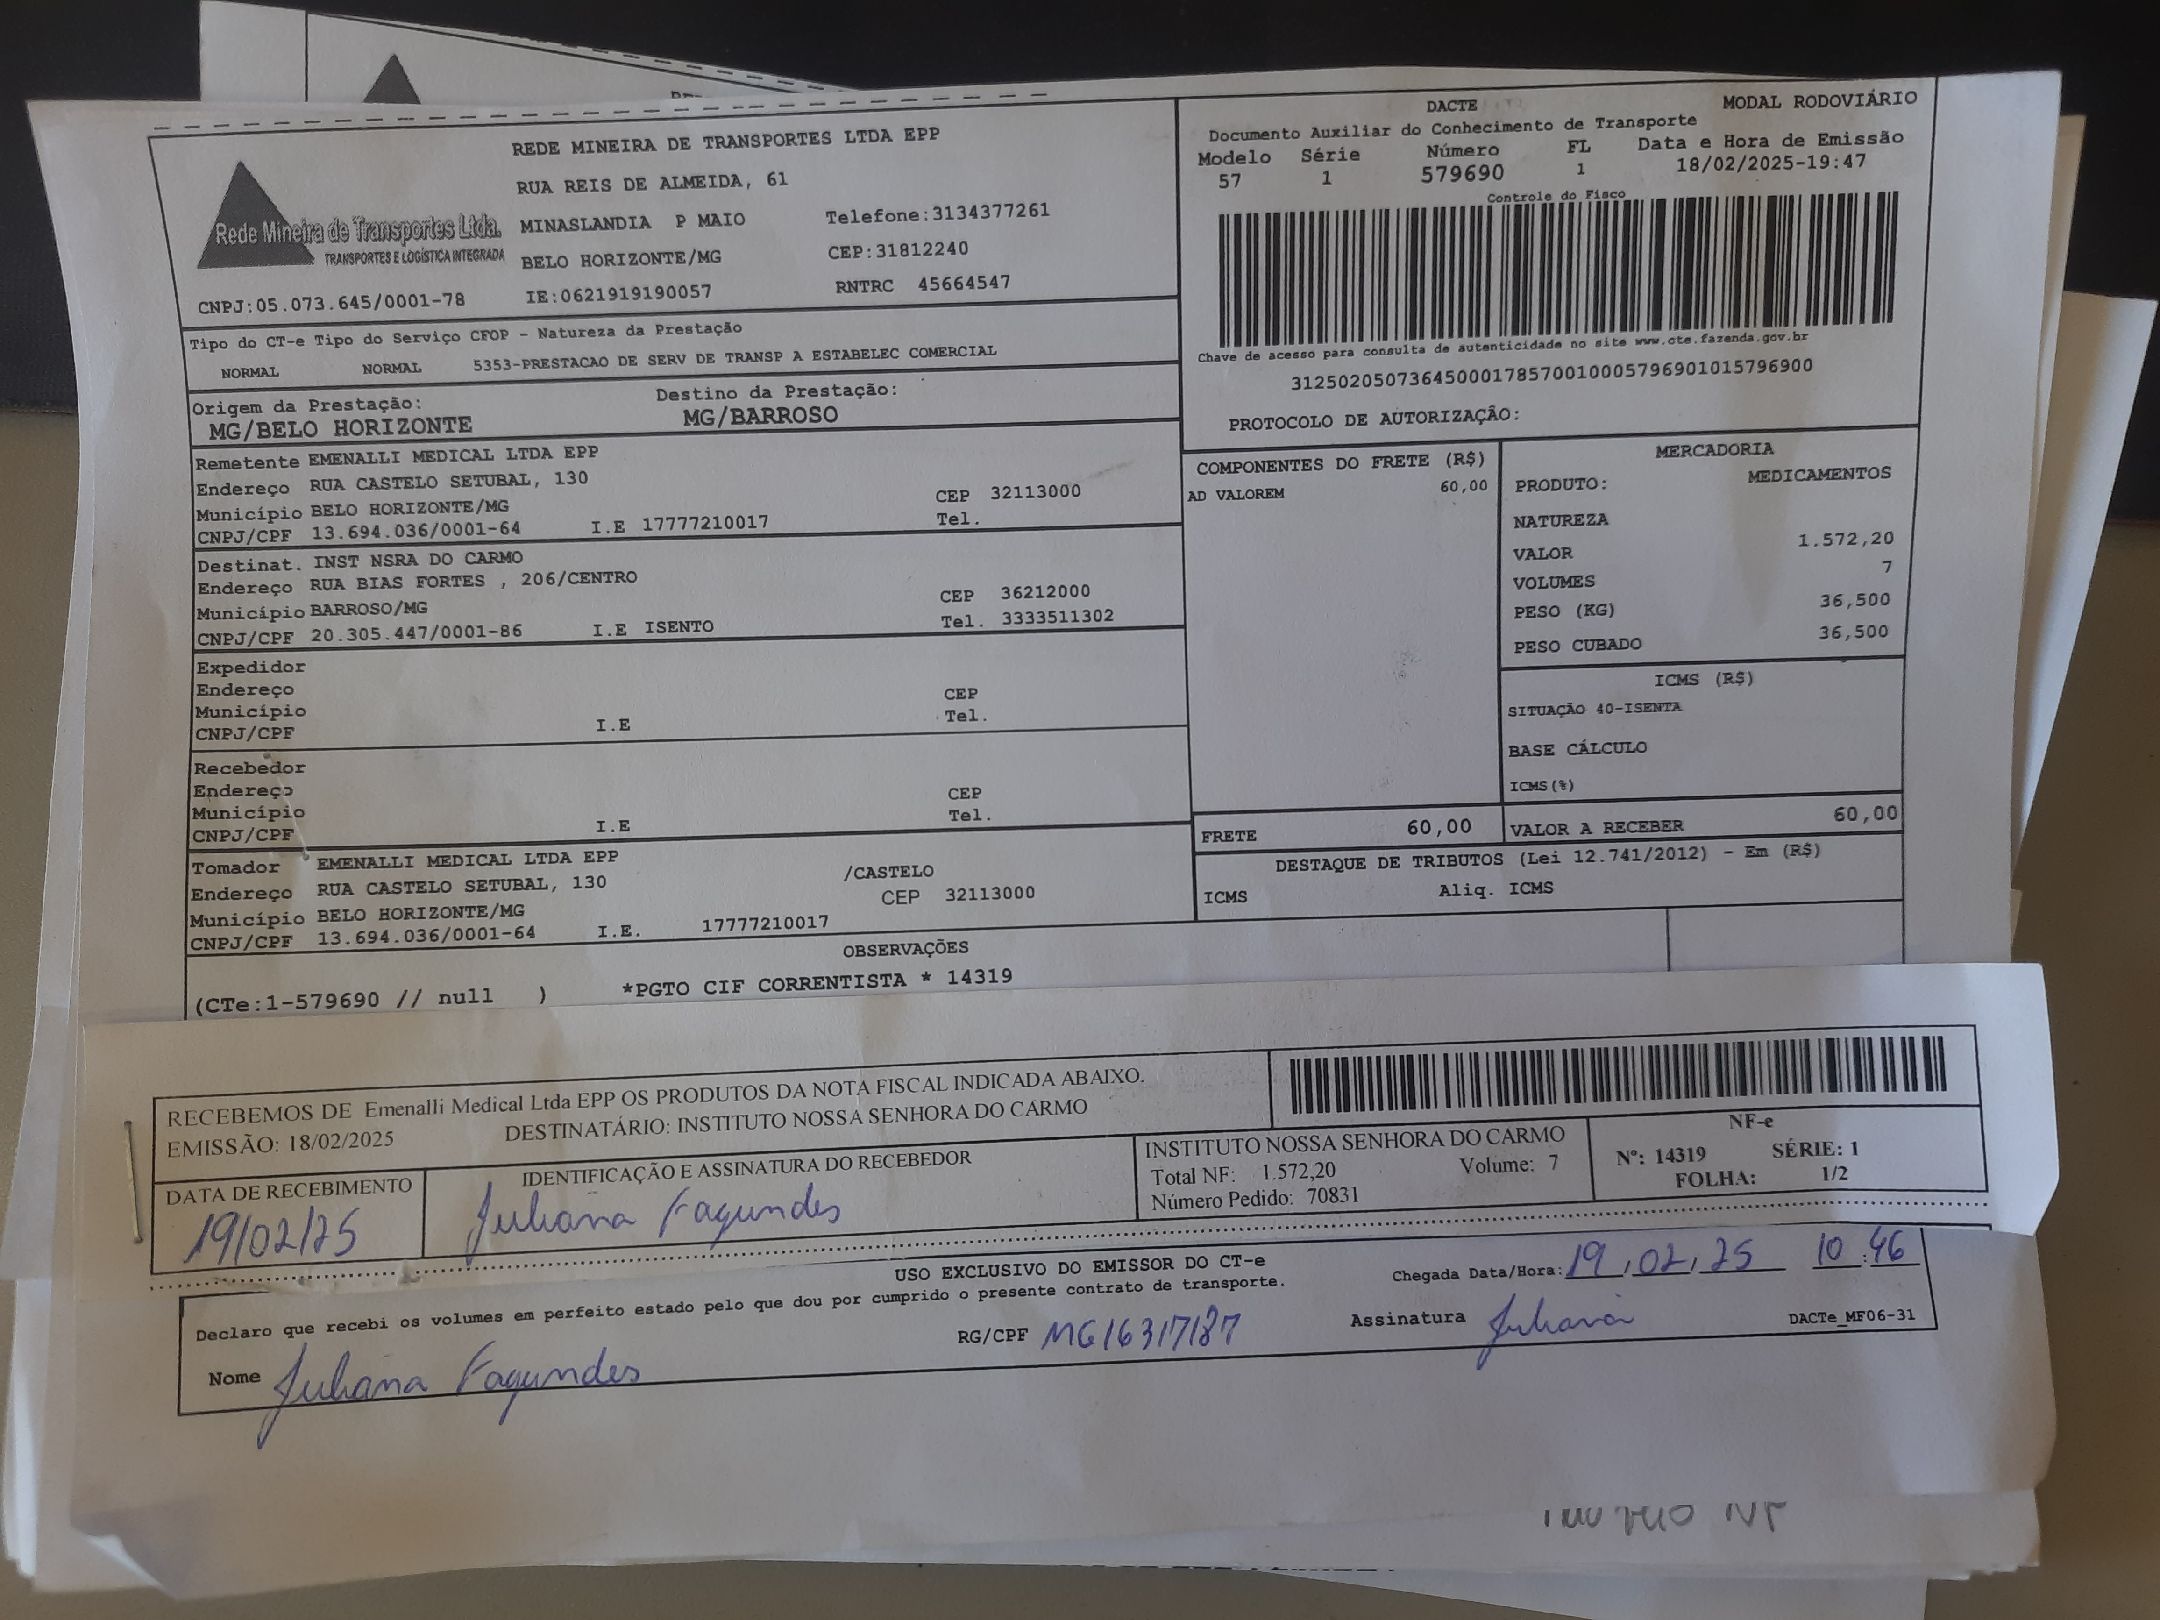 REDE MINEIRA DE TRANSPORTES LTDA EPP
RUA REIS DE ALMEIDA, 61
MINASLANDIA P MAIO Telefone:3134377261
BELO HORIZONTE/MG CEP:31812240
Rede Mineira de Transportes Ltda.
TRANSPORTES E LOGÍSTICA INTEGRADA
CNPJ:05.073.645/0001-78 IE:0621919190057 RNTRC 45664547
DACTE MODAL RODOVIÁRIO
Documento Auxiliar do Conhecimento de Transporte
Modelo Série Número FL Data e Hora de Emissão
57 1 579690 1 18/02/2025-19:47
Controle do Fisco
Chave de acesso para consulta de autenticidade no site www.cte.fazenda.gov.br
31250205073645000178570010005796901015796900
PROTOCOLO DE AUTORIZAÇÃO:
Tipo do CT-e Tipo do Serviço CFOP - Natureza da Prestação
NORMAL NORMAL 5353-PRESTACAO DE SERV DE TRANSP A ESTABELEC COMERCIAL
Origem da Prestação: Destino da Prestação:
MG/BELO HORIZONTE MG/BARROSO
Remetente EMENALLI MEDICAL LTDA EPP
Endereço RUA CASTELO SETUBAL, 130
Município BELO HORIZONTE/MG CEP 32113000
CNPJ/CPF 13.694.036/0001-64 I.E 17777210017 Tel.
Destinat. INST NSRA DO CARMO
Endereço RUA BIAS FORTES , 206/CENTRO
Município BARROSO/MG CEP 36212000
CNPJ/CPF 20.305.447/0001-86 I.E ISENTO Tel. 3333511302
Expedidor
Endereço
Município CEP
CNPJ/CPF I.E Tel.
Recebedor
Endereço
Município CEP
CNPJ/CPF I.E Tel.
Tomador EMENALLI MEDICAL LTDA EPP
Endereço RUA CASTELO SETUBAL, 130 /CASTELO
Município BELO HORIZONTE/MG CEP 32113000
CNPJ/CPF 13.694.036/0001-64 I.E. 17777210017
COMPONENTES DO FRETE (R$)
AD VALOREM 60,00
MERCADORIA
PRODUTO: MEDICAMENTOS
NATUREZA
VALOR 1.572,20
VOLUMES 7
PESO (KG) 36,500
PESO CUBADO 36,500
ICMS (R$)
SITUAÇÃO 40-ISENTA
BASE CÁLCULO
ICMS(%)
FRETE 60,00 VALOR A RECEBER 60,00
DESTAQUE DE TRIBUTOS (Lei 12.741/2012) - Em (R$)
ICMS Aliq. ICMS
OBSERVAÇÕES
(CTe:1-579690 // null ) *PGTO CIF CORRENTISTA * 14319
RECEBEMOS DE Emenalli Medical Ltda EPP OS PRODUTOS DA NOTA FISCAL INDICADA ABAIXO.
EMISSÃO: 18/02/2025 DESTINATÁRIO: INSTITUTO NOSSA SENHORA DO CARMO
DATA DE RECEBIMENTO IDENTIFICAÇÃO E ASSINATURA DO RECEBEDOR
19/02/25 Juliana Fagundes
INSTITUTO NOSSA SENHORA DO CARMO
Total NF: 1.572,20 Volume: 7
Número Pedido: 70831
NF-e
Nº: 14319 SÉRIE: 1
FOLHA: 1/2
USO EXCLUSIVO DO EMISSOR DO CT-e
Chegada Data/Hora: 19/02/25 10:46
Declaro que recebi os volumes em perfeito estado pelo que dou por cumprido o presente contrato de transporte.
Nome Juliana Fagundes RG/CPF MG16317187 Assinatura Juliana DACTe_MF06-31